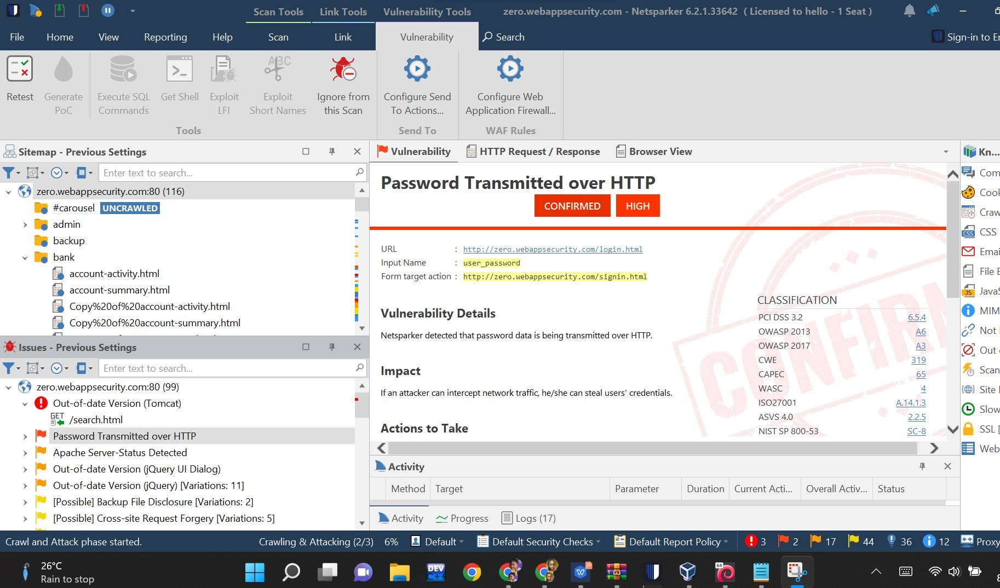 Scan Tools
Link Tools
Vulnerability Tools
zero.webappsecurity.com - Netsparker 6.2.1.33642 ( Licensed to hello - 1 Seat )
File
Home
View
Reporting
Help
Scan
Link
Vulnerability
Search
Sign-in to
Retest
Generate PoC
Execute SQL Commands
Get Shell
Exploit LFI
ABC
Exploit Short Names
Ignore from this Scan
Configure Send To Actions...
Configure Web Application Firewall...
Tools
Send To
WAF Rules
Sitemap - Previous Settings
Enter text to search...
zero.webappsecurity.com:80 (116)
#carousel UNCRAWLED
admin
backup
bank
account-activity.html
account-summary.html
Copy%20of%20account-activity.html
Copy%20of%20account-summary.html
Issues - Previous Settings
Enter text to search...
zero.webappsecurity.com:80 (99)
Out-of-date Version (Tomcat)
GET /search.html
Password Transmitted over HTTP
Apache Server-Status Detected
Out-of-date Version (jQuery UI Dialog)
Out-of-date Version (jQuery) [Variations: 11]
[Possible] Backup File Disclosure [Variations: 2]
[Possible] Cross-site Request Forgery [Variations: 5]
Vulnerability
HTTP Request / Response
Browser View
Password Transmitted over HTTP
CONFIRMED
HIGH
URL : http://zero.webappsecurity.com/login.html
Input Name : user_password
Form target action : http://zero.webappsecurity.com/signin.html
Vulnerability Details
Netsparker detected that password data is being transmitted over HTTP.
Impact
If an attacker can intercept network traffic, he/she can steal users' credentials.
Actions to Take
CLASSIFICATION
PCI DSS 3.2 6.5.4
OWASP 2013 A6
OWASP 2017 A3
CWE 319
CAPEC 65
WASC 4
ISO27001 A.14.1.3
ASVS 4.0 2.2.5
NIST SP 800-53 SC-8
CONFIRM
Activity
Method
Target
Parameter
Duration
Current Acti...
Overall Activ...
Status
Activity
Progress
Logs (17)
Kn...
Com
Cook
Craw
CSS
CSS
Emai
File E
JS
JavaS
MIM
Not
Out
Scan
Site
Slow
SSL [
Web
Crawl and Attack phase started.
Crawling & Attacking (2/3) 6%
Default
Default Security Checks
Default Report Policy
3
2
17
44
36
12
Proxy
26°C
Rain to stop
DEV C++
W
P
64